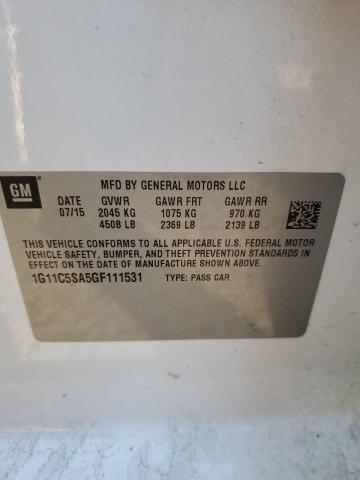 GM
MFD BY GENERAL MOTORS LLC
DATE GVWR GAWR FRT GAWR RR
07/15 2045 KG 1075 KG 970 KG
4508 LB 2369 LB 2139 LB
THIS VEHICLE CONFORMS TO ALL APPLICABLE U.S. FEDERAL MOTOR
VEHICLE SAFETY, BUMPER, AND THEFT PREVENTION STANDARDS IN
EFFECT ON THE DATE OF MANUFACTURE SHOWN ABOVE.
1G11C5SA5GF111531 TYPE: PASS CAR